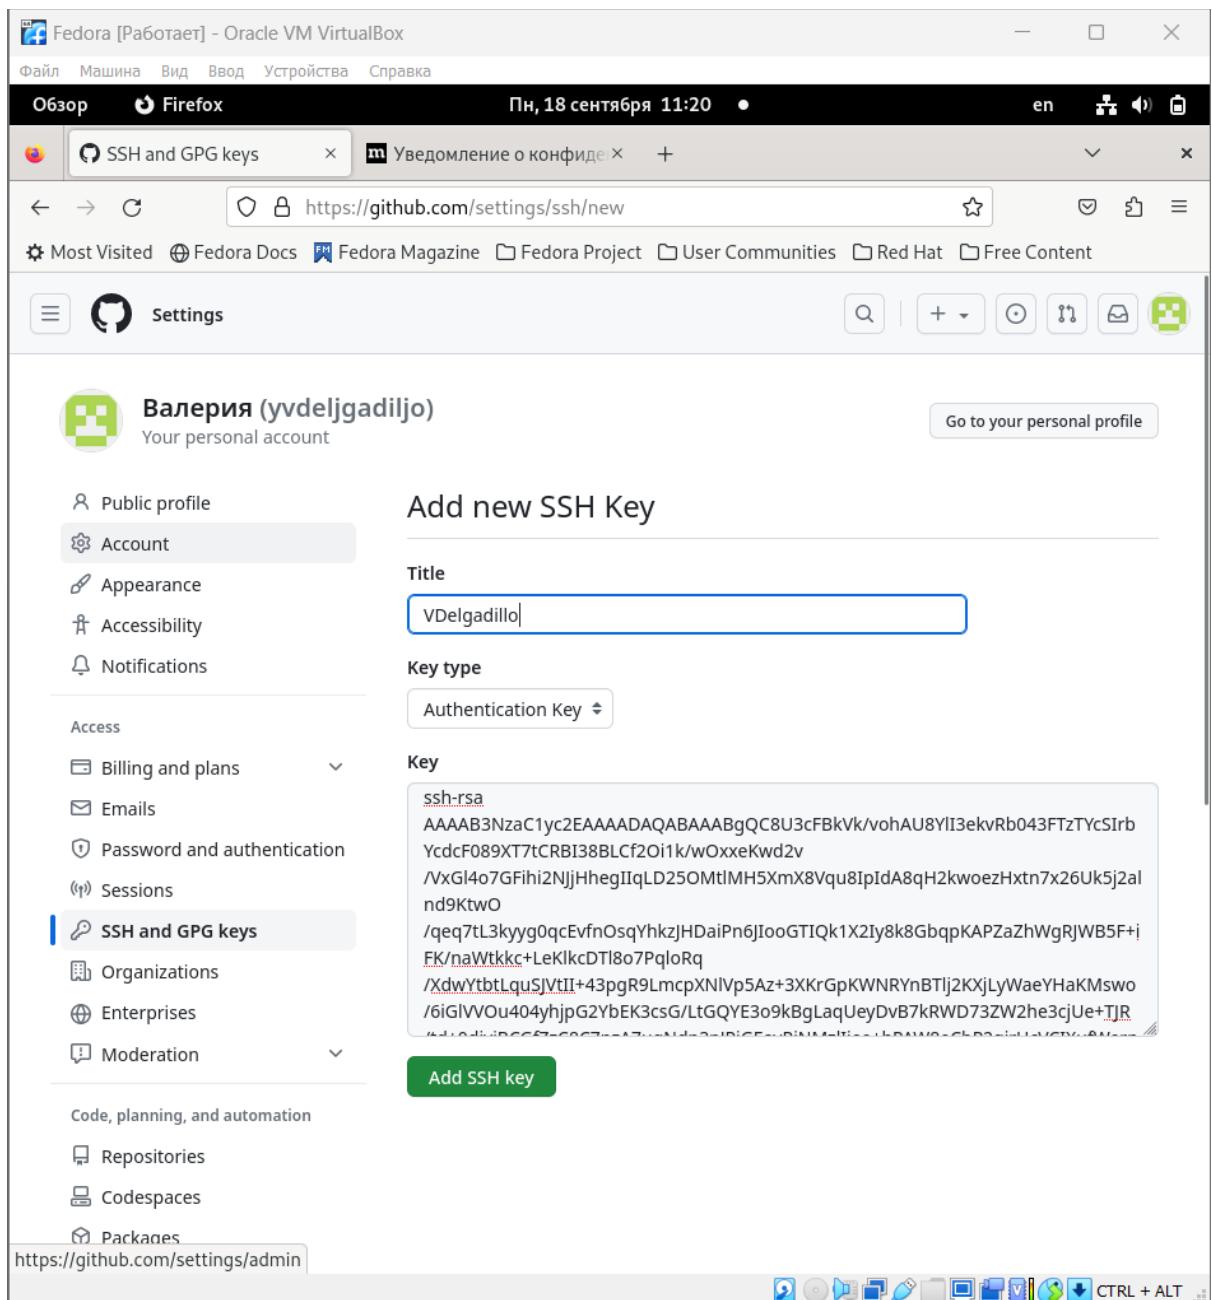 Fedora [Работает] - Oracle VM VirtualBox
Файл Машина Вид Ввод Устройства Справка
Обзор Firefox Пн, 18 сентября 11:20 en
SSH and GPG keys Уведомление о конфиде
https://github.com/settings/ssh/new
Most Visited Fedora Docs Fedora Magazine Fedora Project User Communities Red Hat Free Content
Settings
Валерия (yvdeljgadiljo)
Your personal account
Go to your personal profile
Public profile
Account
Appearance
Accessibility
Notifications
Access
Billing and plans
Emails
Password and authentication
Sessions
SSH and GPG keys
Organizations
Enterprises
Moderation
Code, planning, and automation
Repositories
Codespaces
Packages
Add new SSH Key
Title
VDelgadillo
Key type
Authentication Key
Key
ssh-rsa
AAAAB3NzaC1yc2EAAAADAQABAAABgQC8U3cFBkVk/vohAU8YlI3ekvRb043FTzTYcSIrb
YcdcF089XT7tCRBI38BLCf2Oi1k/wOxxeKwd2v
/VxGl4o7GFihi2NJjHhegIIqLD25OMtlMH5XmX8Vqu8IpIdA8qH2kwoezHxtn7x26Uk5j2al
nd9KtwO
/qeq7tL3kyyg0qcEvfnOsqYhkzJHDaiPn6JIooGTIQk1X2Iy8k8GbqpKAPZaZhWgRJWB5F+i
FK/naWtkkc+LeKlkcDTl8o7PqloRq
/XdwYtbtLquSJVtII+43pgR9LmcpXNlVp5Az+3XKrGpKWNRYnBTlj2KXjLyWaeYHaKMswo
/6iGlVVOu404yhjpG2YbEK3csG/LtGQYE3o9kBgLaqUeyDvB7kRWD73ZW2he3cjUe+TJR
Add SSH key
https://github.com/settings/admin
CTRL + ALT